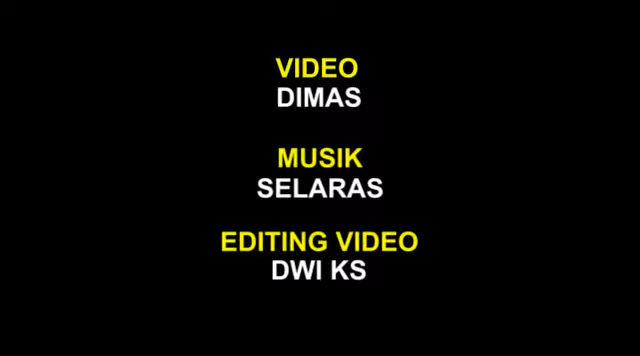 VIDEO
DIMAS
MUSIK
SELARAS
EDITING VIDEO
DWI KS